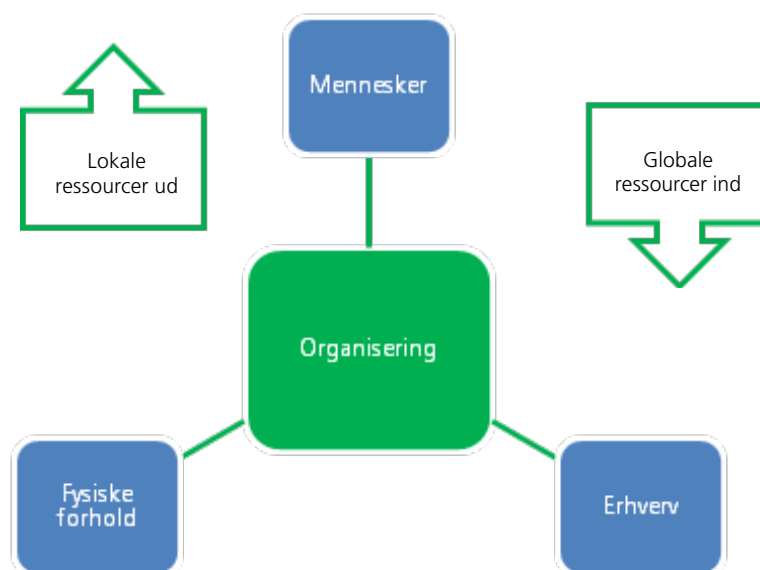 Mennesker
Lokale
ressourcer ud
Globale
ressourcer ind
Organisering
Fysiske
forhold
Erhverv